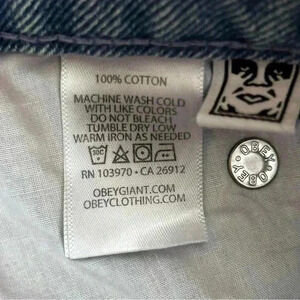 100% COTTON
MACHINE WASH COLD
WITH LIKE COLORS
DO NOT BLEACH
TUMBLE DRY LOW
WARM IRON AS NEEDED
30C
RN 103970 • CA 26912
OBEYGIANT.COM
OBEYCLOTHING.COM
OBEY • OBEY •